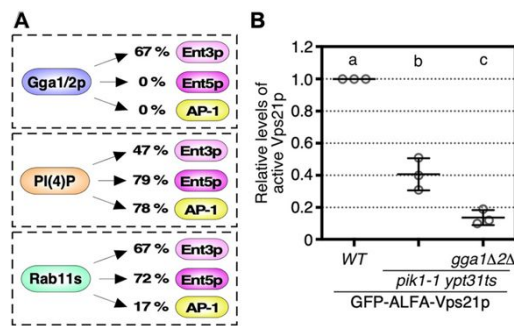 A
Gga1/2p
67 % Ent3p
0 % Ent5p
0 % AP-1
PI(4)P
47 % Ent3p
79 % Ent5p
78 % AP-1
Rab11s
67 % Ent3p
72 % Ent5p
17 % AP-1
B
Relative levels of
active Vps21p
1.2
1.0
0.8
0.6
0.4
0.2
0
a b c
WT gga1Δ2Δ
pik1-1 ypt31ts
GFP-ALFA-Vps21p